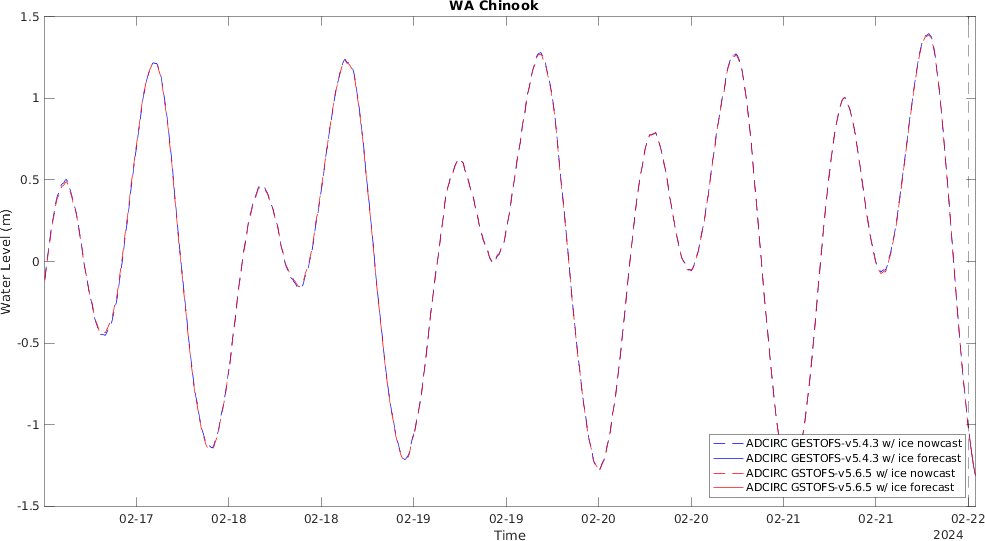 WA Chinook
1.5
1
0.5
0
-0.5
-1
-1.5
Water Level (m)
ADCIRC GESTOFS-v5.4.3 w/ ice nowcast
ADCIRC GESTOFS-v5.4.3 w/ ice forecast
ADCIRC GSTOFS-v5.6.5 w/ ice nowcast
ADCIRC GSTOFS-v5.6.5 w/ ice forecast
02-17 02-18 02-18 02-19 02-19 02-20 02-20 02-21 02-21 02-22
Time 2024